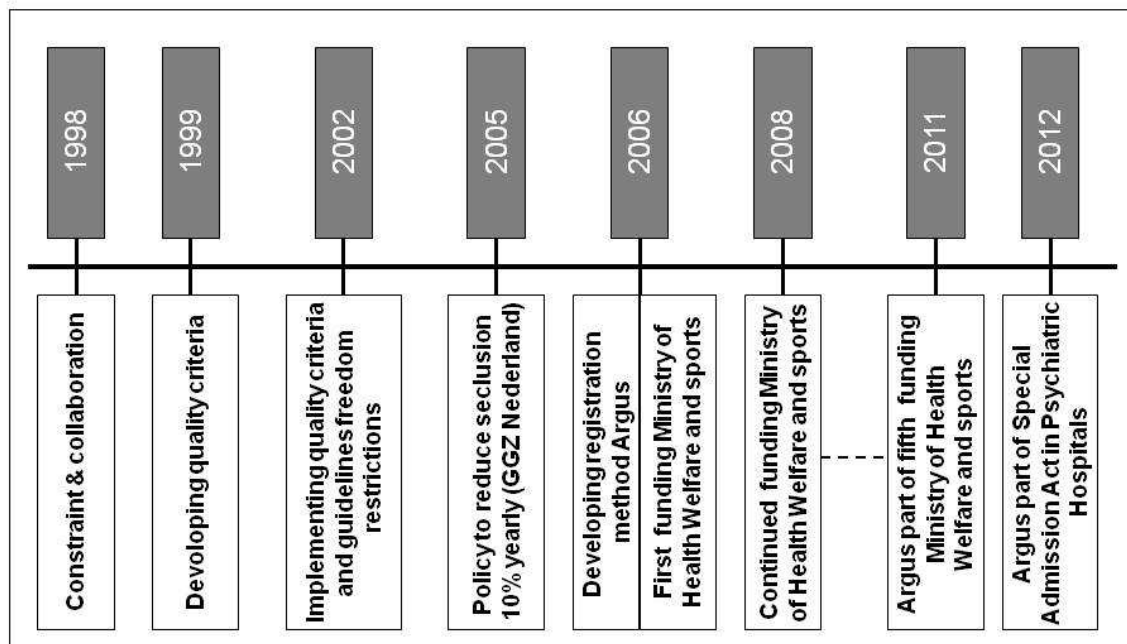 1998
1999
2002
2005
2006
2008
2011
2012
Constraint & collaboration
Devoloping quality criteria
Implementing quality criteria
and guidelines freedom
restrictions
Policy to reduce seclusion
10% yearly (GGZ Nederland)
Developing registration
method Argus
First funding Ministry of
Health Welfare and sports
Continued funding Ministry
of Health Welfare and sports
Argus part of fifth funding
Ministry of Health
Welfare and sports
Argus part of Special
Admission Act in Psychiatric
Hospitals